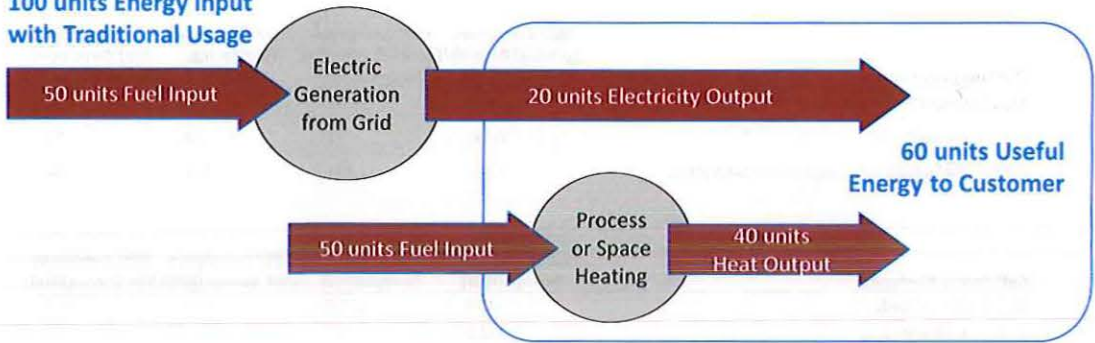 100 units Energy Input
with Traditional Usage
50 units Fuel Input
Electric
Generation
from Grid
20 units Electricity Output
60 units Useful
Energy to Customer
50 units Fuel Input
Process
or Space
Heating
40 units
Heat Output